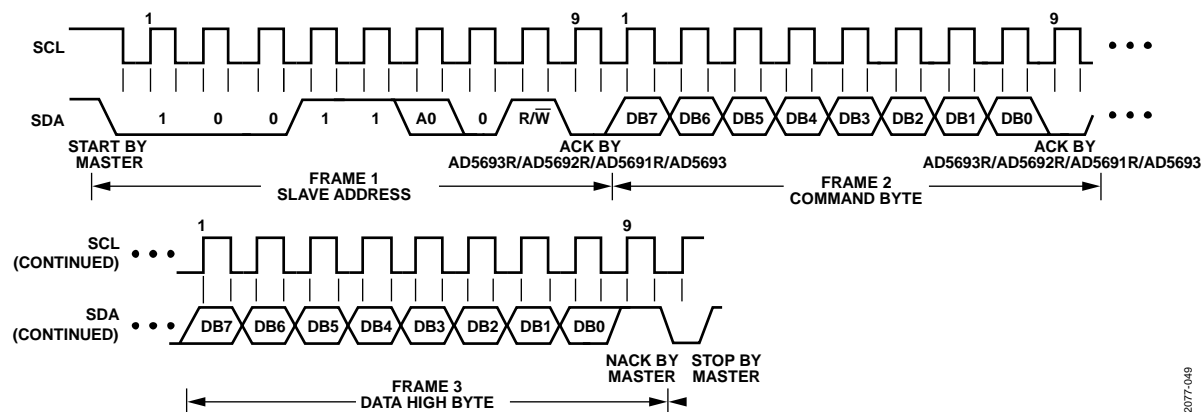 1 9 1 9
SCL
SDA 1 0 0 1 1 A0 0 R/W̅ DB7 DB6 DB5 DB4 DB3 DB2 DB1 DB0
START BY MASTER
ACK BY AD5693R/AD5692R/AD5691R/AD5693
ACK BY AD5693R/AD5692R/AD5691R/AD5693
FRAME 1 SLAVE ADDRESS
FRAME 2 COMMAND BYTE
1 9
SCL (CONTINUED)
SDA (CONTINUED) DB7 DB6 DB5 DB4 DB3 DB2 DB1 DB0
NACK BY MASTER
STOP BY MASTER
FRAME 3 DATA HIGH BYTE
2077-049